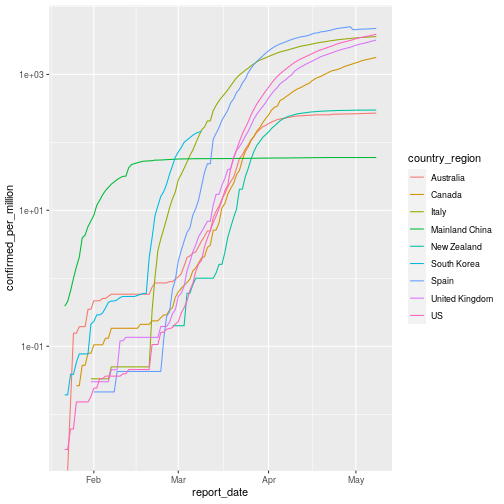 1e+03
1e+01
1e-01
confirmed_per_million
Feb
Mar
Apr
May
report_date
country_region
Australia
Canada
Italy
Mainland China
New Zealand
South Korea
Spain
United Kingdom
US